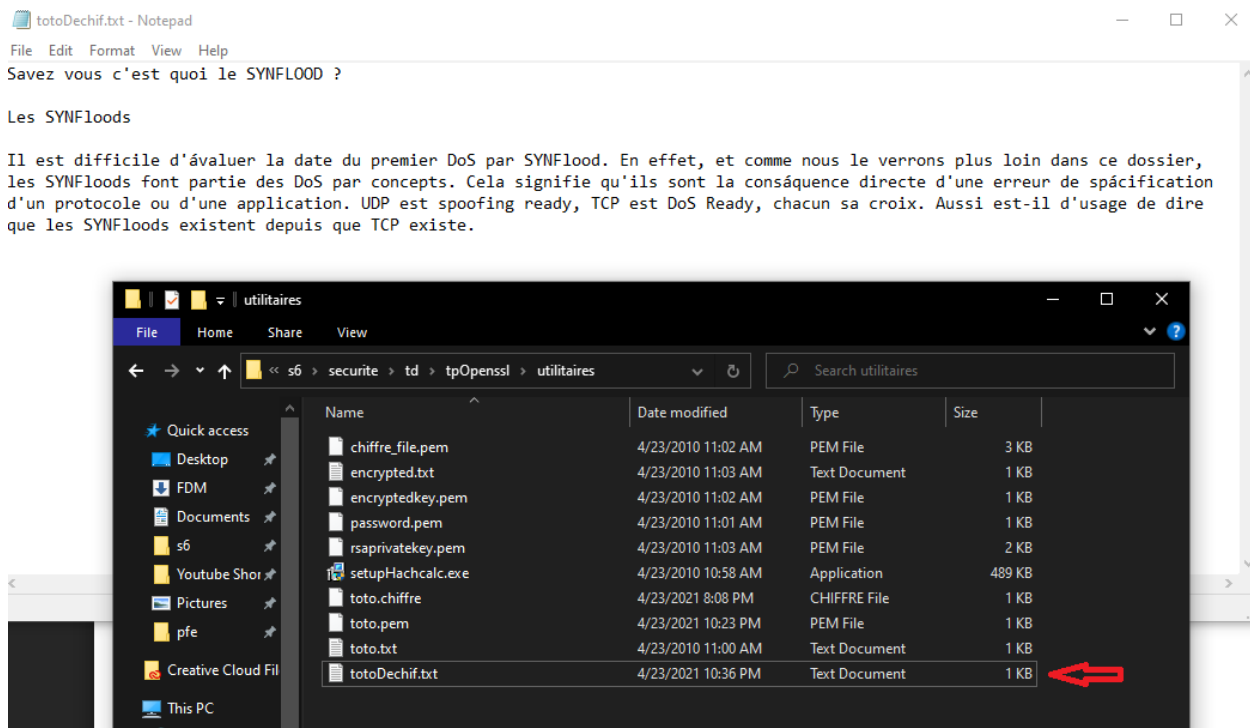 totoDechif.txt - Notepad
File Edit Format View Help
Savez vous c'est quoi le SYNFLOOD ?
Les SYNFloods
Il est difficile d'ávaluer la date du premier DoS par SYNFlood. En effet, et comme nous le verrons plus loin dans ce dossier,
les SYNFloods font partie des DoS par concepts. Cela signifie qu'ils sont la consáquence directe d'une erreur de spácification
d'un protocole ou d'une application. UDP est spoofing ready, TCP est DoS Ready, chacun sa croix. Aussi est-il d'usage de dire
que les SYNFloods existent depuis que TCP existe.
utilitaires
File Home Share View
« s6 › securite › td › tpOpenssl › utilitaires Search utilitaires
Name Date modified Type Size
Quick access
Desktop
FDM
Documents
s6
Youtube Shor
Pictures
pfe
Creative Cloud Fil
This PC
chiffre_file.pem 4/23/2010 11:02 AM PEM File 3 KB
encrypted.txt 4/23/2010 11:03 AM Text Document 1 KB
encryptedkey.pem 4/23/2010 11:02 AM PEM File 1 KB
password.pem 4/23/2010 11:01 AM PEM File 1 KB
rsaprivatekey.pem 4/23/2010 11:03 AM PEM File 2 KB
setupHachcalc.exe 4/23/2010 10:58 AM Application 489 KB
toto.chiffre 4/23/2021 8:08 PM CHIFFRE File 1 KB
toto.pem 4/23/2021 10:23 PM PEM File 1 KB
toto.txt 4/23/2010 11:00 AM Text Document 1 KB
totoDechif.txt 4/23/2021 10:36 PM Text Document 1 KB